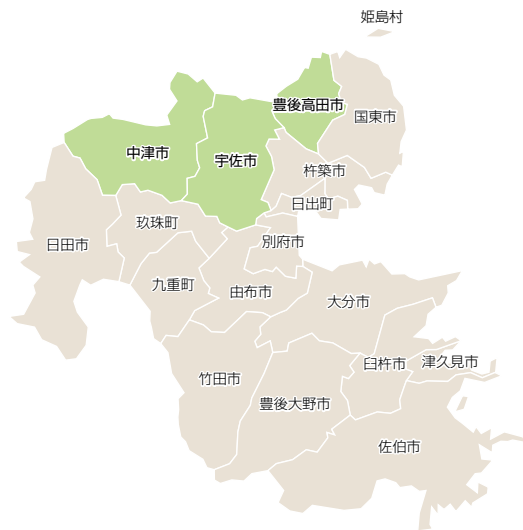 姫島村
豊後高田市
国東市
中津市
宇佐市
杵築市
日出町
玖珠町
日田市
別府市
九重町
由布市
大分市
臼杵市
津久見市
竹田市
豊後大野市
佐伯市